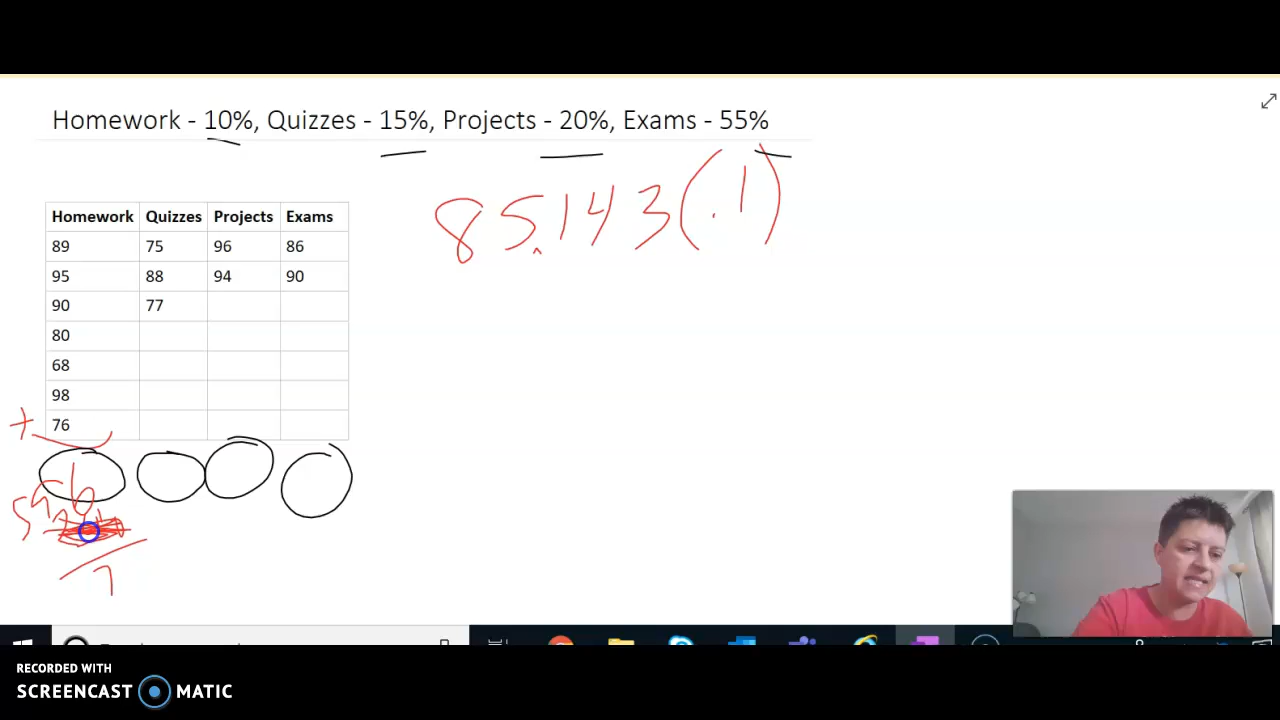 Homework - 10%, Quizzes - 15%, Projects - 20%, Exams - 55%
85.143(.1)
Homework Quizzes Projects Exams
89 75 96 86
95 88 94 90
90 77
80
68
98
+ 76
596
7
RECORDED WITH
SCREENCAST MATIC